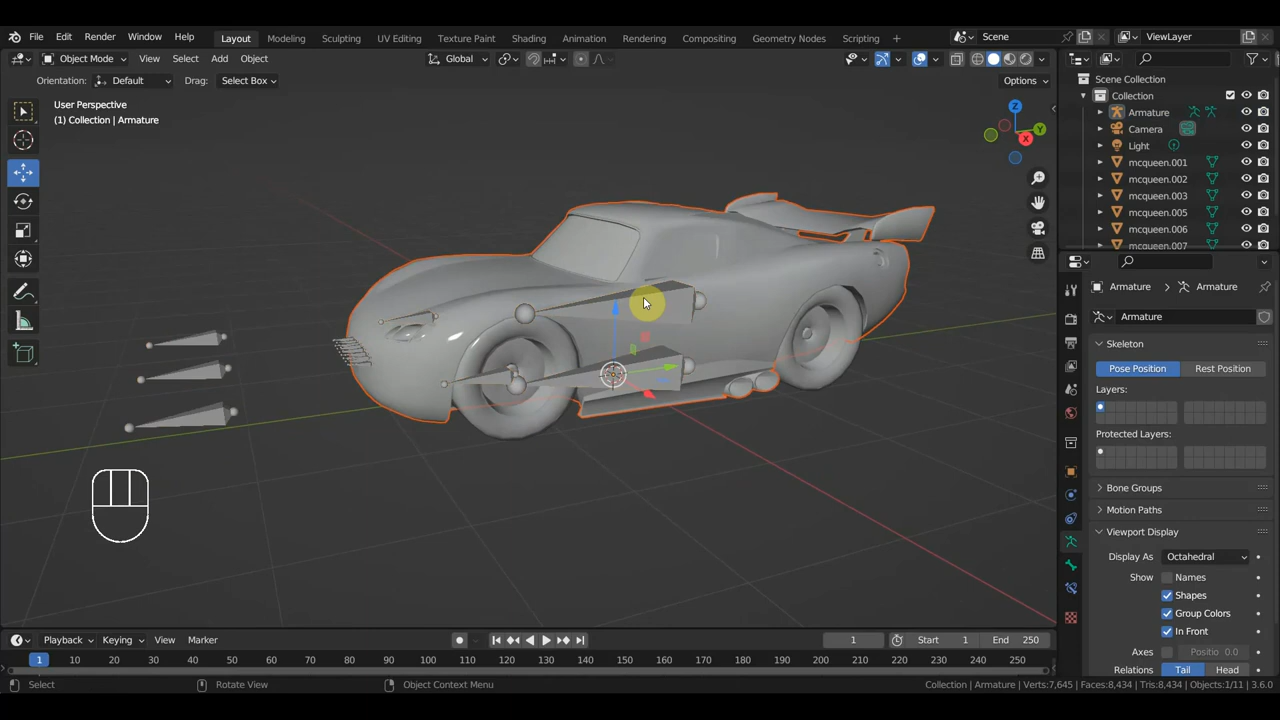 File Edit Render Window Help Layout Modeling Sculpting UV Editing Texture Paint Shading Animation Rendering Compositing Geometry Nodes Scripting + Scene ViewLayer
Object Mode View Select Add Object Global Options
Orientation: Default Drag: Select Box
User Perspective
(1) Collection | Armature
Z
Y
X
Scene Collection
Collection
Armature
Camera
Light
mcqueen.001
mcqueen.002
mcqueen.003
mcqueen.005
mcqueen.006
mcqueen.007
Armature > Armature
Armature
Skeleton
Pose Position Rest Position
Layers:
Protected Layers:
Bone Groups
Motion Paths
Viewport Display
Display As Octahedral
Show Names
Shapes
Group Colors
In Front
Axes Positio 0.0
Relations Tail Head
Playback Keying View Marker 1 Start 1 End 250
1 10 20 30 40 50 60 70 80 90 100 110 120 130 140 150 160 170 180 190 200 210 220 230 240 250
Select Rotate View Object Context Menu Collection | Armature | Verts:7,645 | Faces:8,434 | Tris:8,434 | Objects:1/11 | 3.6.0